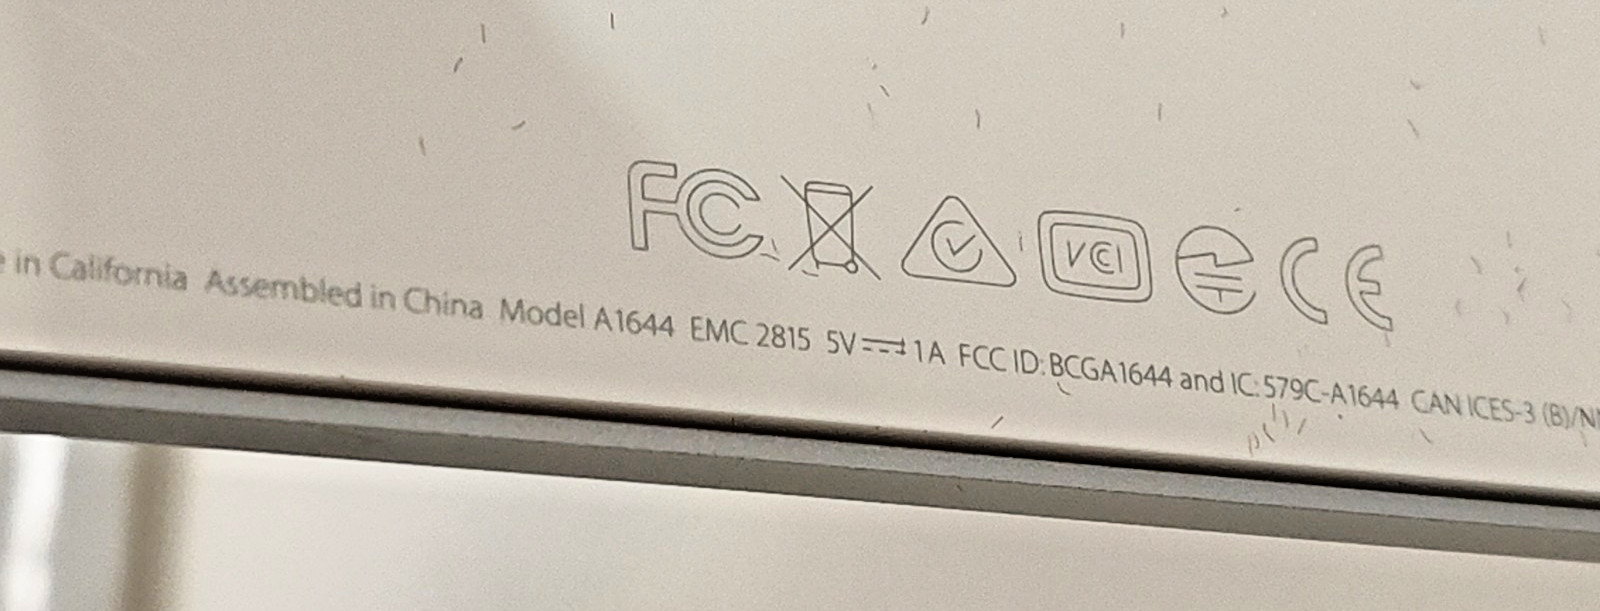 FC VCI CE
in California Assembled in China Model A1644 EMC 2815 5V⎓1A FCC ID: BCGA1644 and IC: 579C-A1644 CAN ICES-3 (B)/N